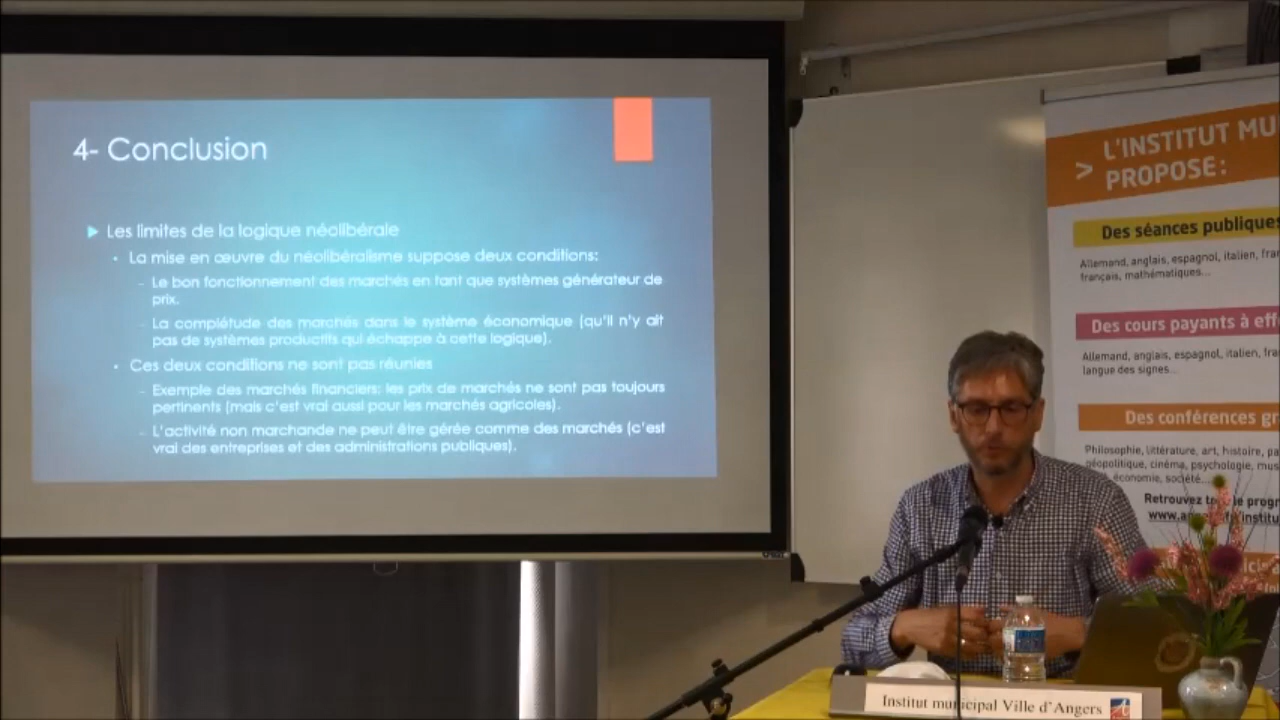 4- Conclusion
Les limites de la logique néolibérale
La mise en œuvre du néolibéralisme suppose deux conditions:
Le bon fonctionnement des marchés en tant que systèmes générateur de
prix.
La complétude des marchés dans le système économique (qu'il n'y ait
pas de systèmes productifs qui échappe à cette logique).
Ces deux conditions ne sont pas réunies
Exemple des marchés financiers: les prix de marchés ne sont pas toujours
pertinents (mais c'est vrai aussi pour les marchés agricoles).
L'activité non marchande ne peut être gérée comme des marchés (c'est
vrai des entreprises et des administrations publiques).
> L'INSTITUT MU
PROPOSE:
Des séances publiques
Allemand, anglais, espagnol, italien, fra
français, mathématiques...
Des cours payants à eff
Allemand, anglais, espagnol, italien, fra
langue des signes...
Des conférences gr
Philosophie, littérature, art, histoire, pa
géopolitique, cinéma, psychologie, mus
économie, société...
Retrouvez progr
www.
Institut municipal Ville d'Angers